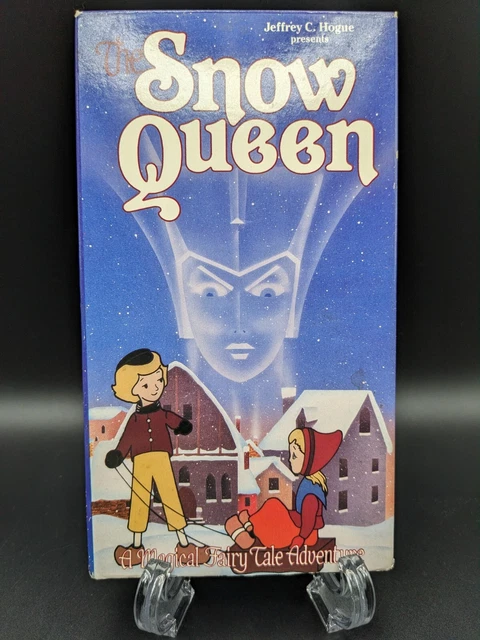 Jeffrey C. Hogue
presents
The
Snow
Queen
A Magical Fairy Tale Adventure